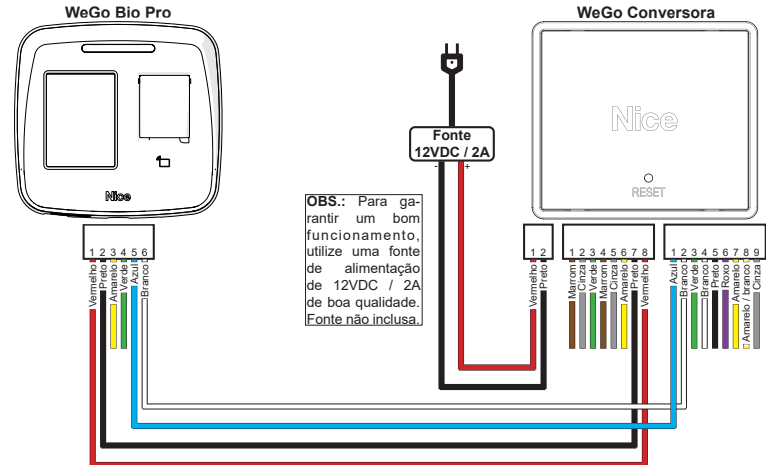 WeGo Bio Pro
WeGo Conversora
Nice
RESET
Fonte
12VDC / 2A
- +
OBS.: Para ga-
rantir um bom
funcionamento,
utilize uma fonte
de alimentação
de 12VDC / 2A
de boa qualidade.
Fonte não inclusa.
Nice
1 2 3 4 5 6
Vermelho
Preto
Amarelo
Verde
Azul
Branco
1 2
Vermelho
Preto
1 2 3 4 5 6 7 8
Marrom
Cinza
Verde
Marrom
Cinza
Amarelo
Preto
Vermelho
1 2 3 4 5 6 7 8 9
Azul
Branco
Verde
Branco
Preto
Roxo
Amarelo
Amarelo / branco
Cinza